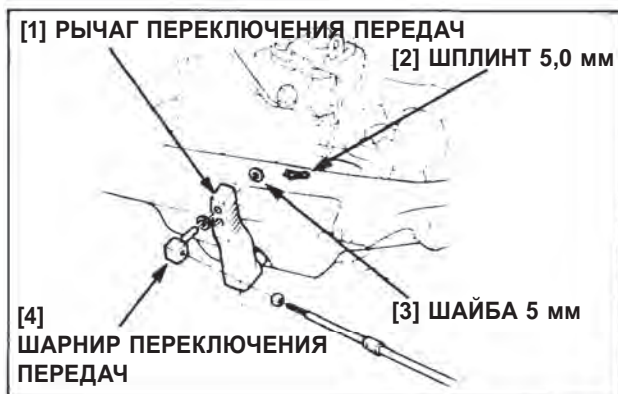 [1] РЫЧАГ ПЕРЕКЛЮЧЕНИЯ ПЕРЕДАЧ
[2] ШПЛИНТ 5,0 мм
[3] ШАЙБА 5 мм
[4]
ШАРНИР ПЕРЕКЛЮЧЕНИЯ
ПЕРЕДАЧ